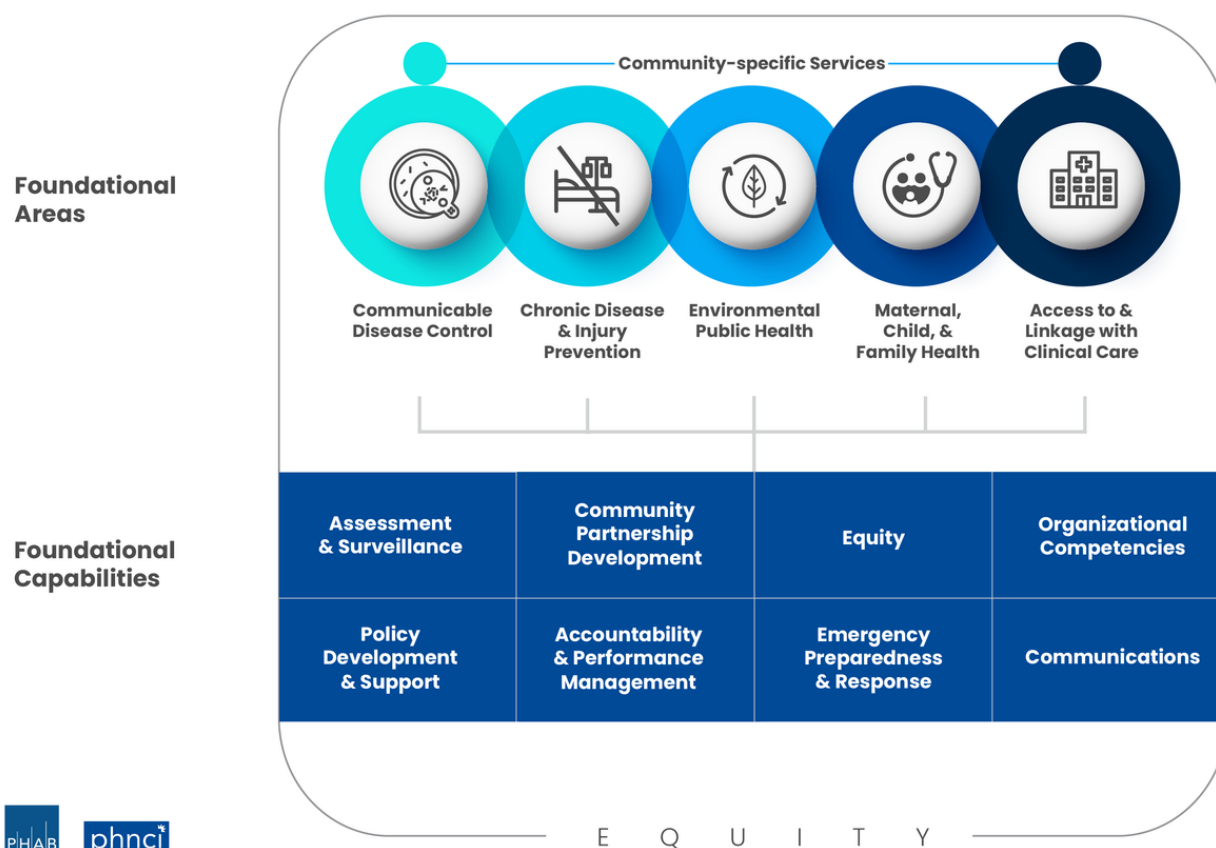 Community-specific Services
Foundational
Areas
Communicable
Disease Control
Chronic Disease
& Injury
Prevention
Environmental
Public Health
Maternal,
Child, &
Family Health
Access to &
Linkage with
Clinical Care
Foundational
Capabilities
Assessment
& Surveillance
Community
Partnership
Development
Equity
Organizational
Competencies
Policy
Development
& Support
Accountability
& Performance
Management
Emergency
Preparedness
& Response
Communications
PHAB
phnci
EQUITY